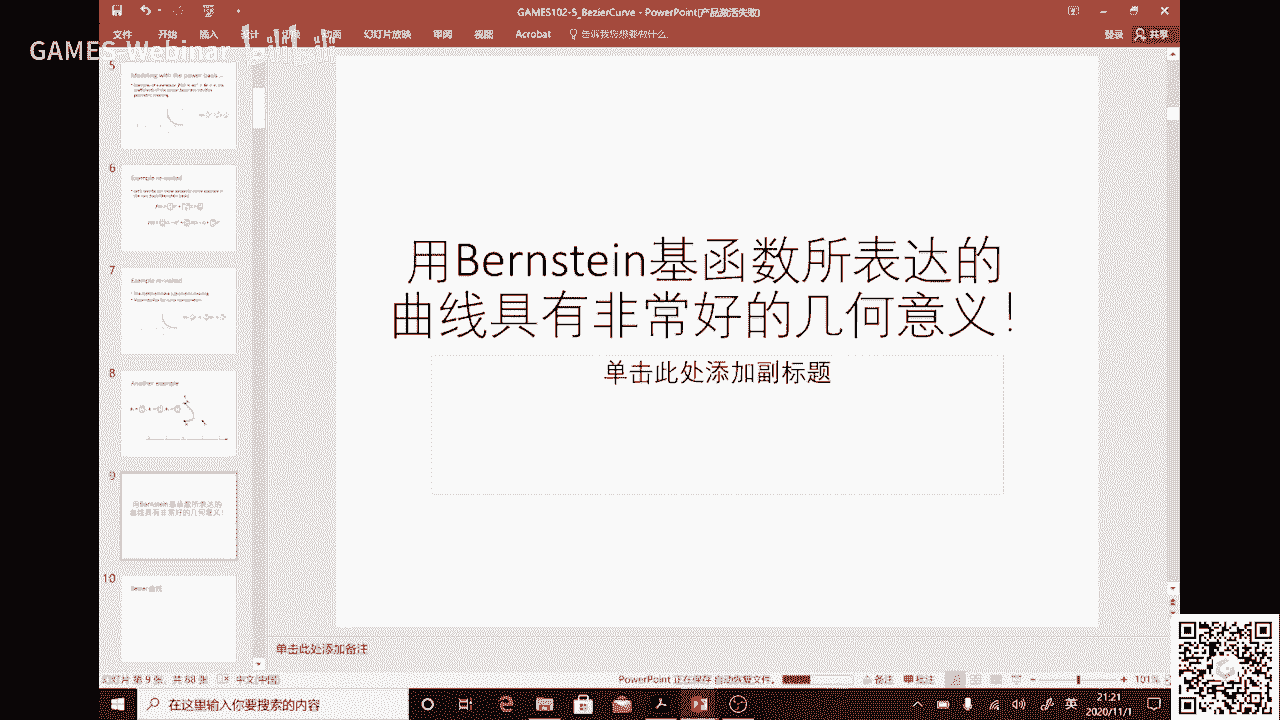 GAMES102-5_BezierCurve - PowerPoint(产品激活失败)
文件 开始 插入 设计 切换 动画 幻灯片放映 审阅 视图 Acrobat 告诉我您想要做什么... 登录 共享
GAMES-Webinar
5
Modeling with the power basis...
6
Example re-visited
7
Example re-visited
8
Another example
9
用Bernstein基函数所表达的
曲线具有非常好的几何意义!
10
Bezier曲线
用Bernstein基函数所表达的
曲线具有非常好的几何意义!
单击此处添加副标题
单击此处添加备注
幻灯片 第 9 张，共 88 张 中文(中国) PowerPoint 正在保存 自动恢复文件... 备注 批注 101%
在这里输入你要搜索的内容
英
21:21
2020/11/1